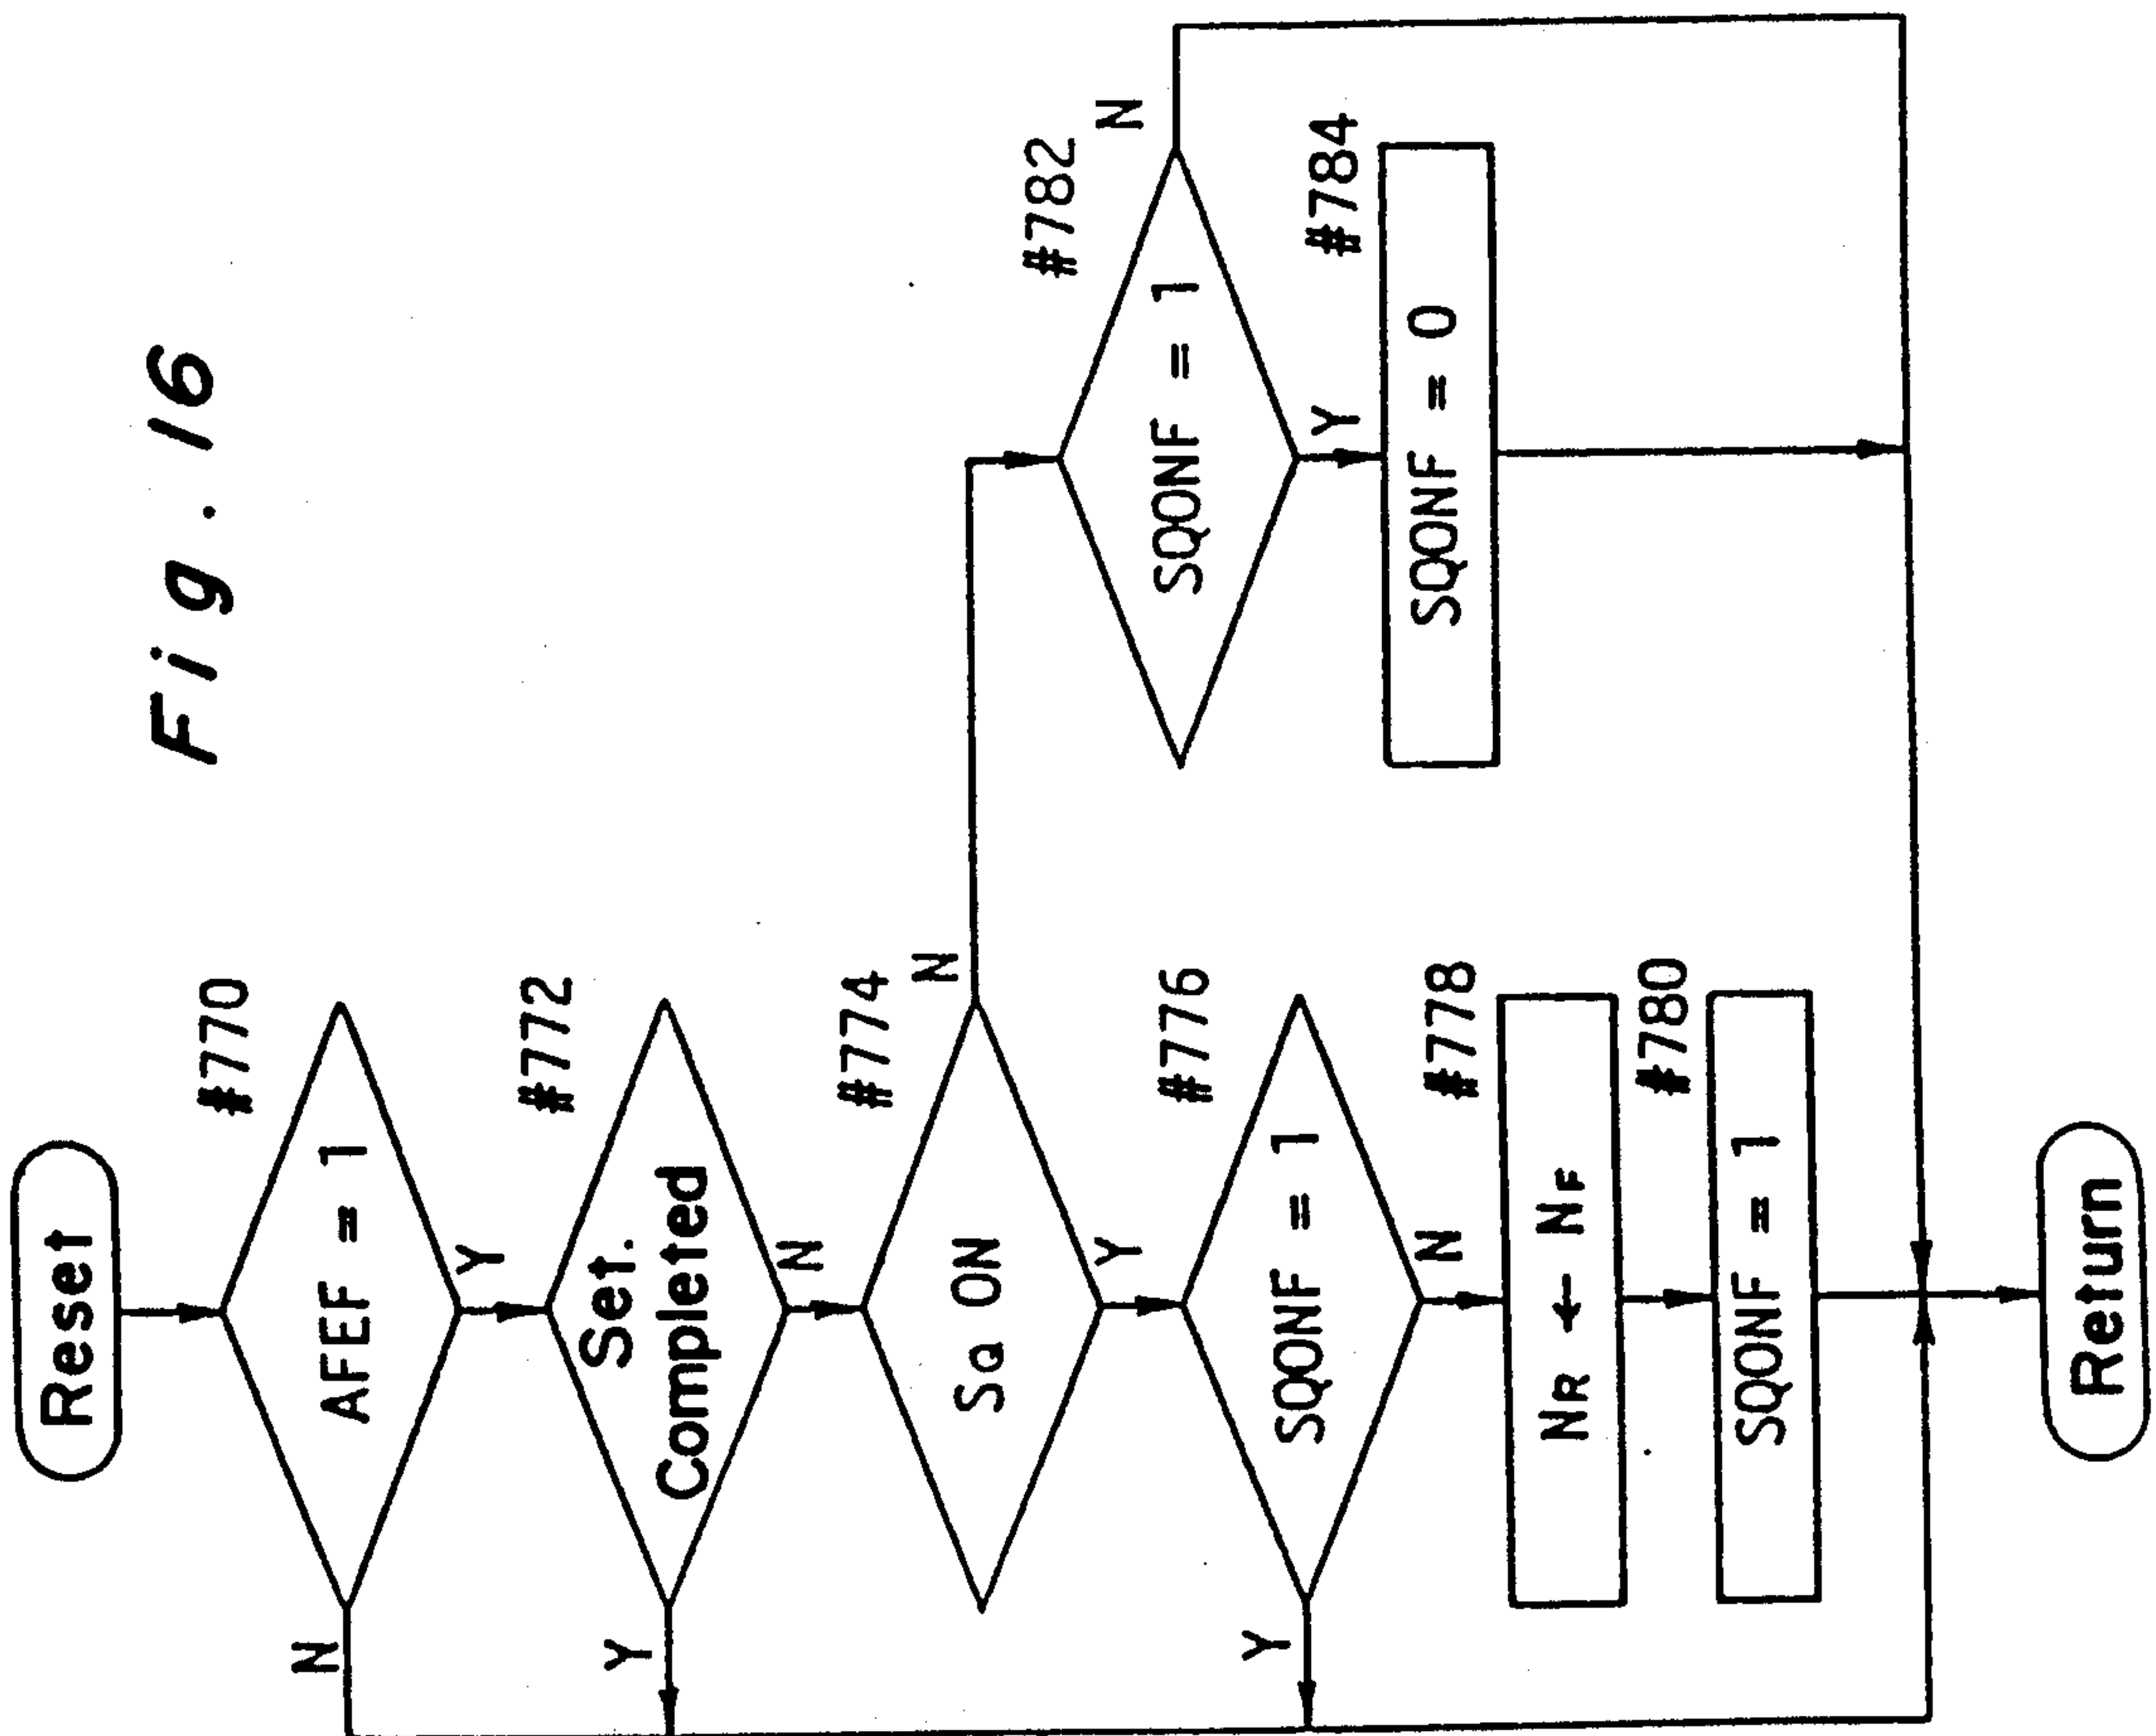 Fig. 16
Reset
#770
AFEF = 1
N
Y
#772
Set.
Completed
Y
N
#774
SQ ON
N
Y
#776
SQONF = 1
Y
N
#778
NR ← NF
#780
SQONF = 1
#782
SQONF = 1
N
Y
#784
SQONF = 0
Return